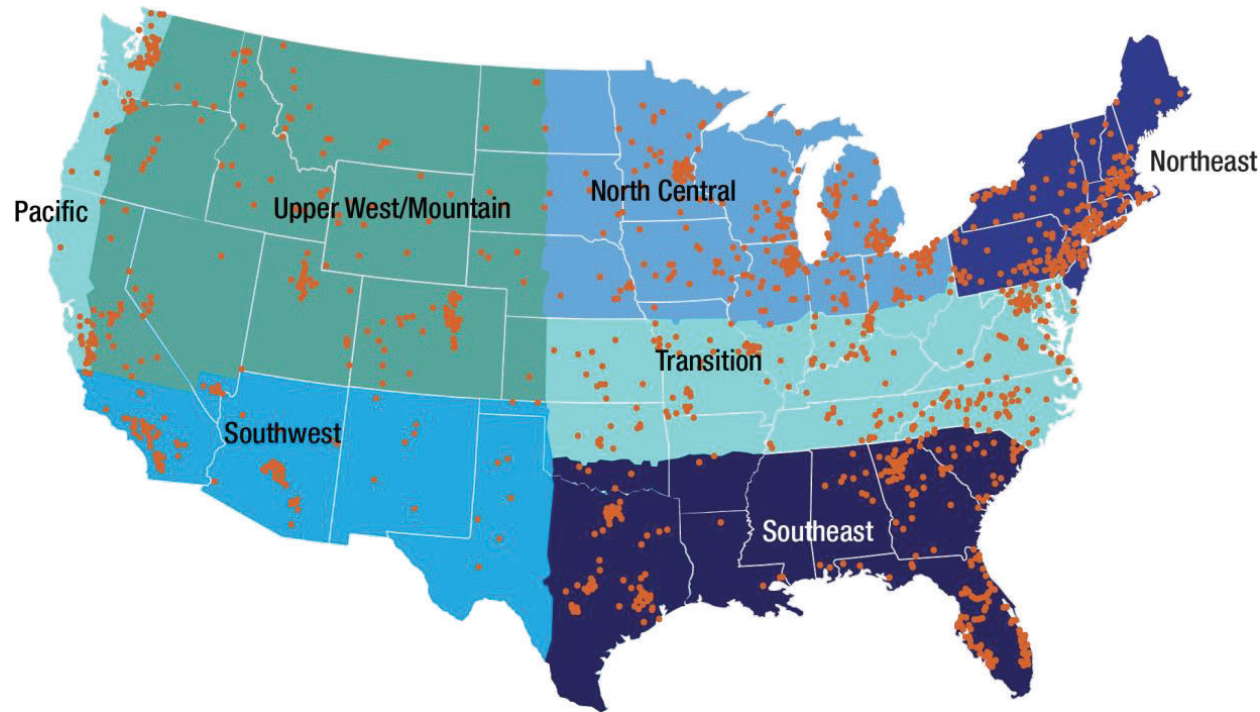 Northeast
North Central
Pacific
Upper West/Mountain
Transition
Southwest
Southeast